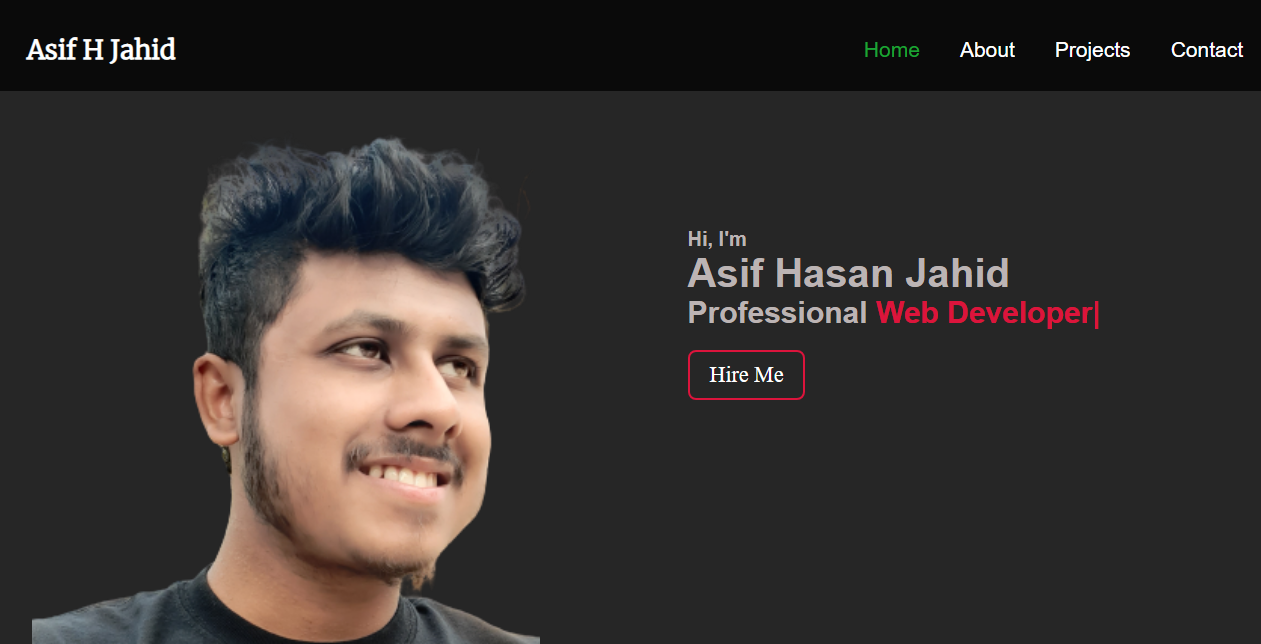 Asif H Jahid
Home About Projects Contact
Hi, I'm
Asif Hasan Jahid
Professional Web Developer|
Hire Me